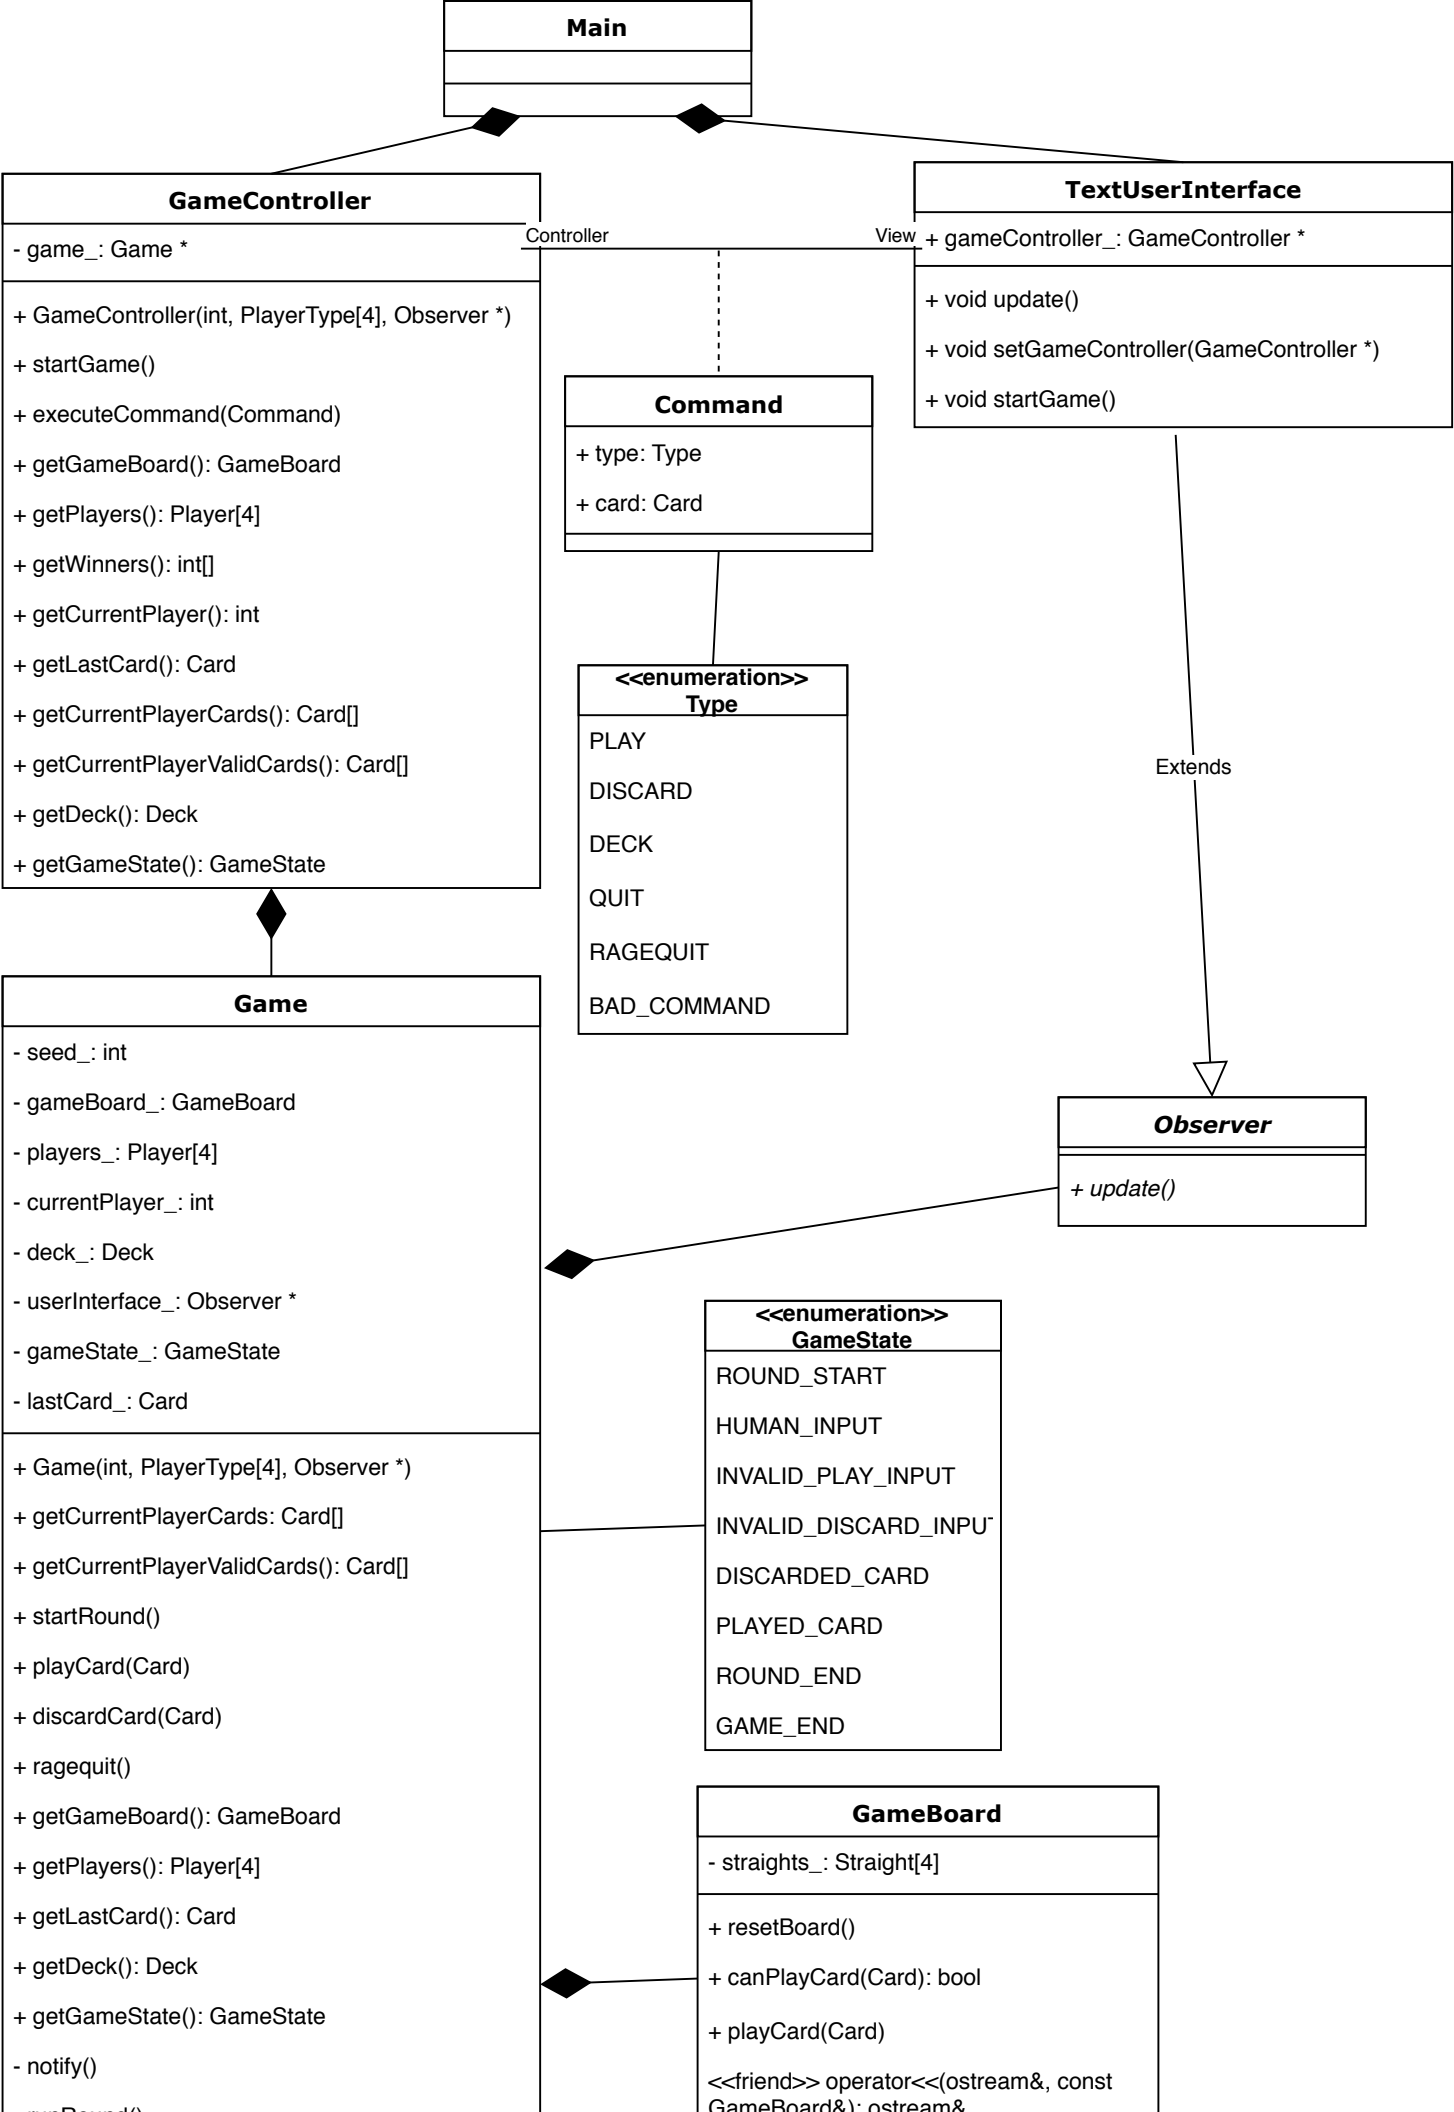 Main
GameController
- game_: Game *
+ GameController(int, PlayerType[4], Observer *)
+ startGame()
+ executeCommand(Command)
+ getGameBoard(): GameBoard
+ getPlayers(): Player[4]
+ getWinners(): int[]
+ getCurrentPlayer(): int
+ getLastCard(): Card
+ getCurrentPlayerCards(): Card[]
+ getCurrentPlayerValidCards(): Card[]
+ getDeck(): Deck
+ getGameState(): GameState
Controller
View
TextUserInterface
+ gameController_: GameController *
+ void update()
+ void setGameController(GameController *)
+ void startGame()
Command
+ type: Type
+ card: Card
<<enumeration>>
Type
PLAY
DISCARD
DECK
QUIT
RAGEQUIT
BAD_COMMAND
Extends
Observer
+ update()
Game
- seed_: int
- gameBoard_: GameBoard
- players_: Player[4]
- currentPlayer_: int
- deck_: Deck
- userInterface_: Observer *
- gameState_: GameState
- lastCard_: Card
+ Game(int, PlayerType[4], Observer *)
+ getCurrentPlayerCards: Card[]
+ getCurrentPlayerValidCards(): Card[]
+ startRound()
+ playCard(Card)
+ discardCard(Card)
+ ragequit()
+ getGameBoard(): GameBoard
+ getPlayers(): Player[4]
+ getLastCard(): Card
+ getDeck(): Deck
+ getGameState(): GameState
- notify()
<<enumeration>>
GameState
ROUND_START
HUMAN_INPUT
INVALID_PLAY_INPUT
INVALID_DISCARD_INPUT
DISCARDED_CARD
PLAYED_CARD
ROUND_END
GAME_END
GameBoard
- straights_: Straight[4]
+ resetBoard()
+ canPlayCard(Card): bool
+ playCard(Card)
<<friend>> operator<<(ostream&, const
GameBoard&): ostream&